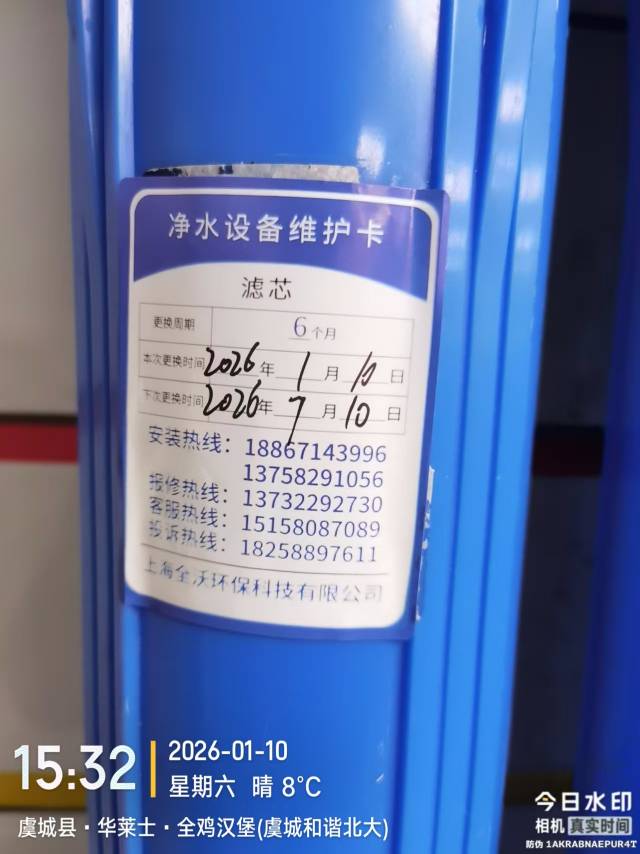 净水设备维护卡
滤芯
更换周期 6个月
本次更换时间 2026年1月10日
下次更换时间 2026年7月10日
安装热线：18867143996
13758291056
报修热线：13732292730
客服热线：15158087089
投诉热线：18258897611
上海全沃环保科技有限公司
15:32
2026-01-10
星期六 晴 8°C
虞城县·华莱士·全鸡汉堡(虞城和谐北大)
今日水印
相机 真实时间
防伪 1AKRABNAEPUR4T